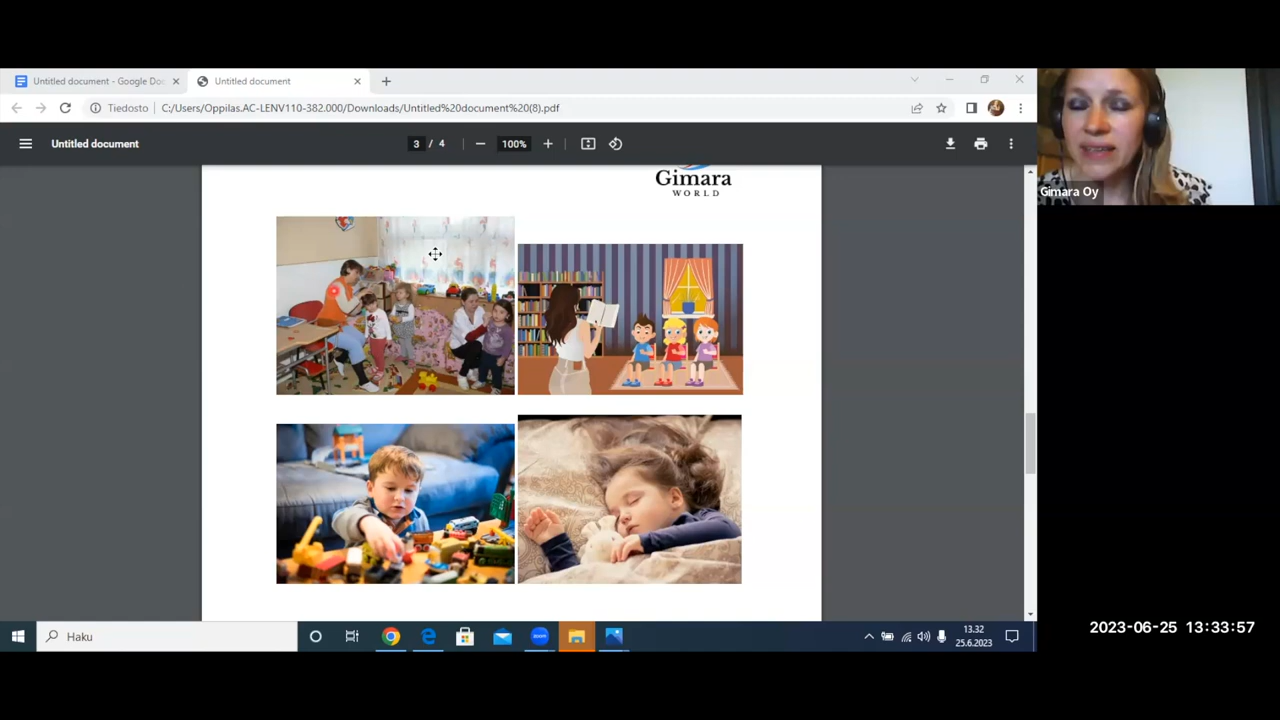 Untitled document - Google Doc
Untitled document
Tiedosto
C:/Users/Oppilas.AC-LENV110-382.000/Downloads/Untitled%20document%20(8).pdf
Untitled document
3 / 4
100%
Gimara
WORLD
Gimara Oy
Haku
zoom
13.32
25.6.2023
2023-06-25 13:33:57